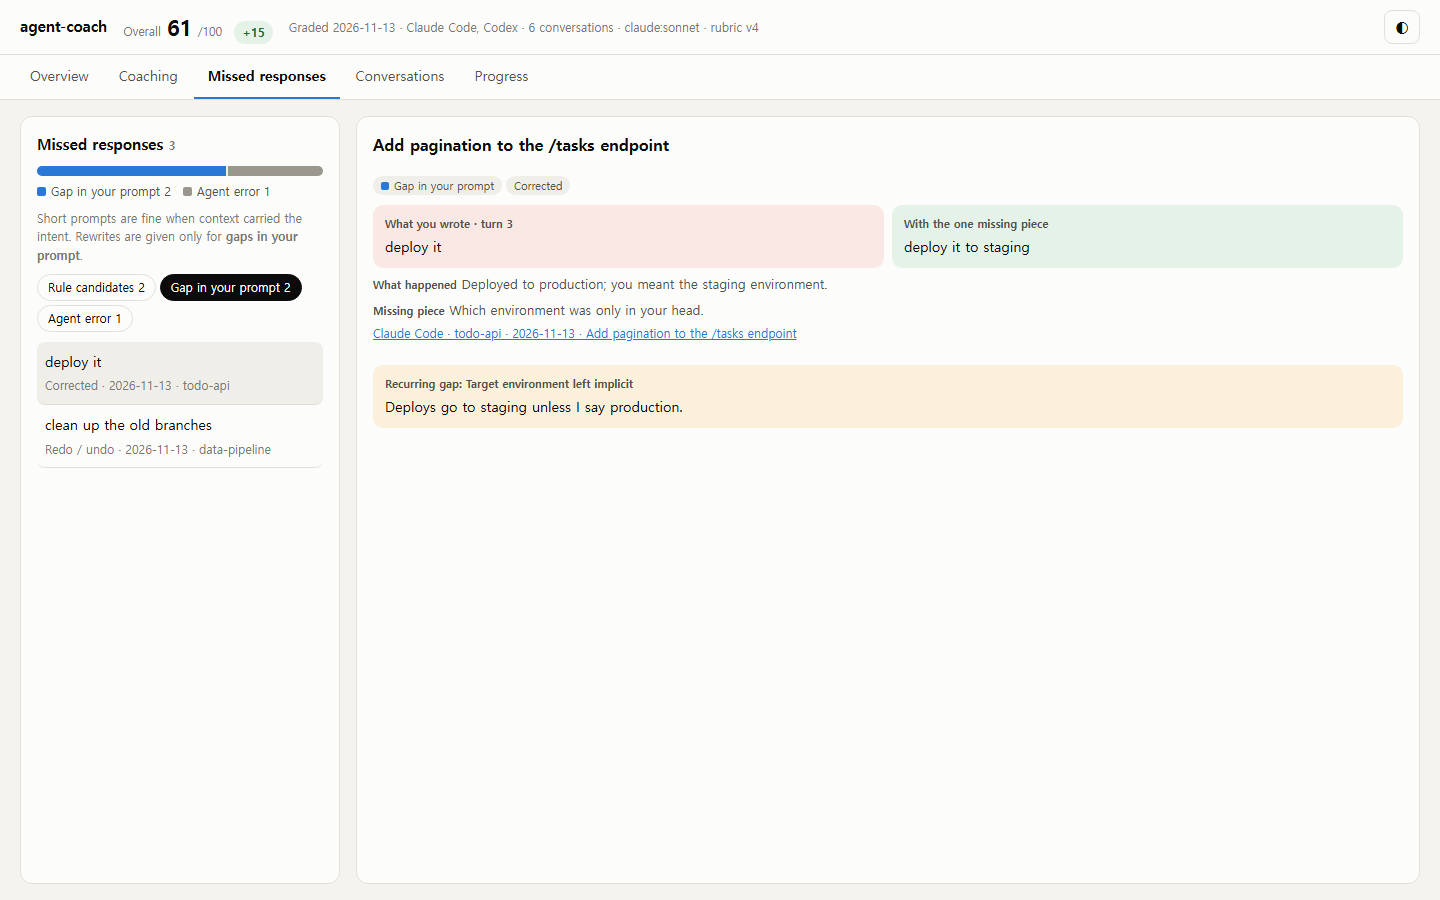 agent-coach
Overall 61 /100 +15
Graded 2026-11-13 · Claude Code, Codex · 6 conversations · claude:sonnet · rubric v4
Overview
Coaching
Missed responses
Conversations
Progress
Missed responses 3
Gap in your prompt 2
Agent error 1
Short prompts are fine when context carried the
intent. Rewrites are given only for gaps in your
prompt.
Rule candidates 2
Gap in your prompt 2
Agent error 1
deploy it
Corrected · 2026-11-13 · todo-api
clean up the old branches
Redo / undo · 2026-11-13 · data-pipeline
Add pagination to the /tasks endpoint
Gap in your prompt
Corrected
What you wrote · turn 3
deploy it
With the one missing piece
deploy it to staging
What happened Deployed to production; you meant the staging environment.
Missing piece Which environment was only in your head.
Claude Code · todo-api · 2026-11-13 · Add pagination to the /tasks endpoint
Recurring gap: Target environment left implicit
Deploys go to staging unless I say production.